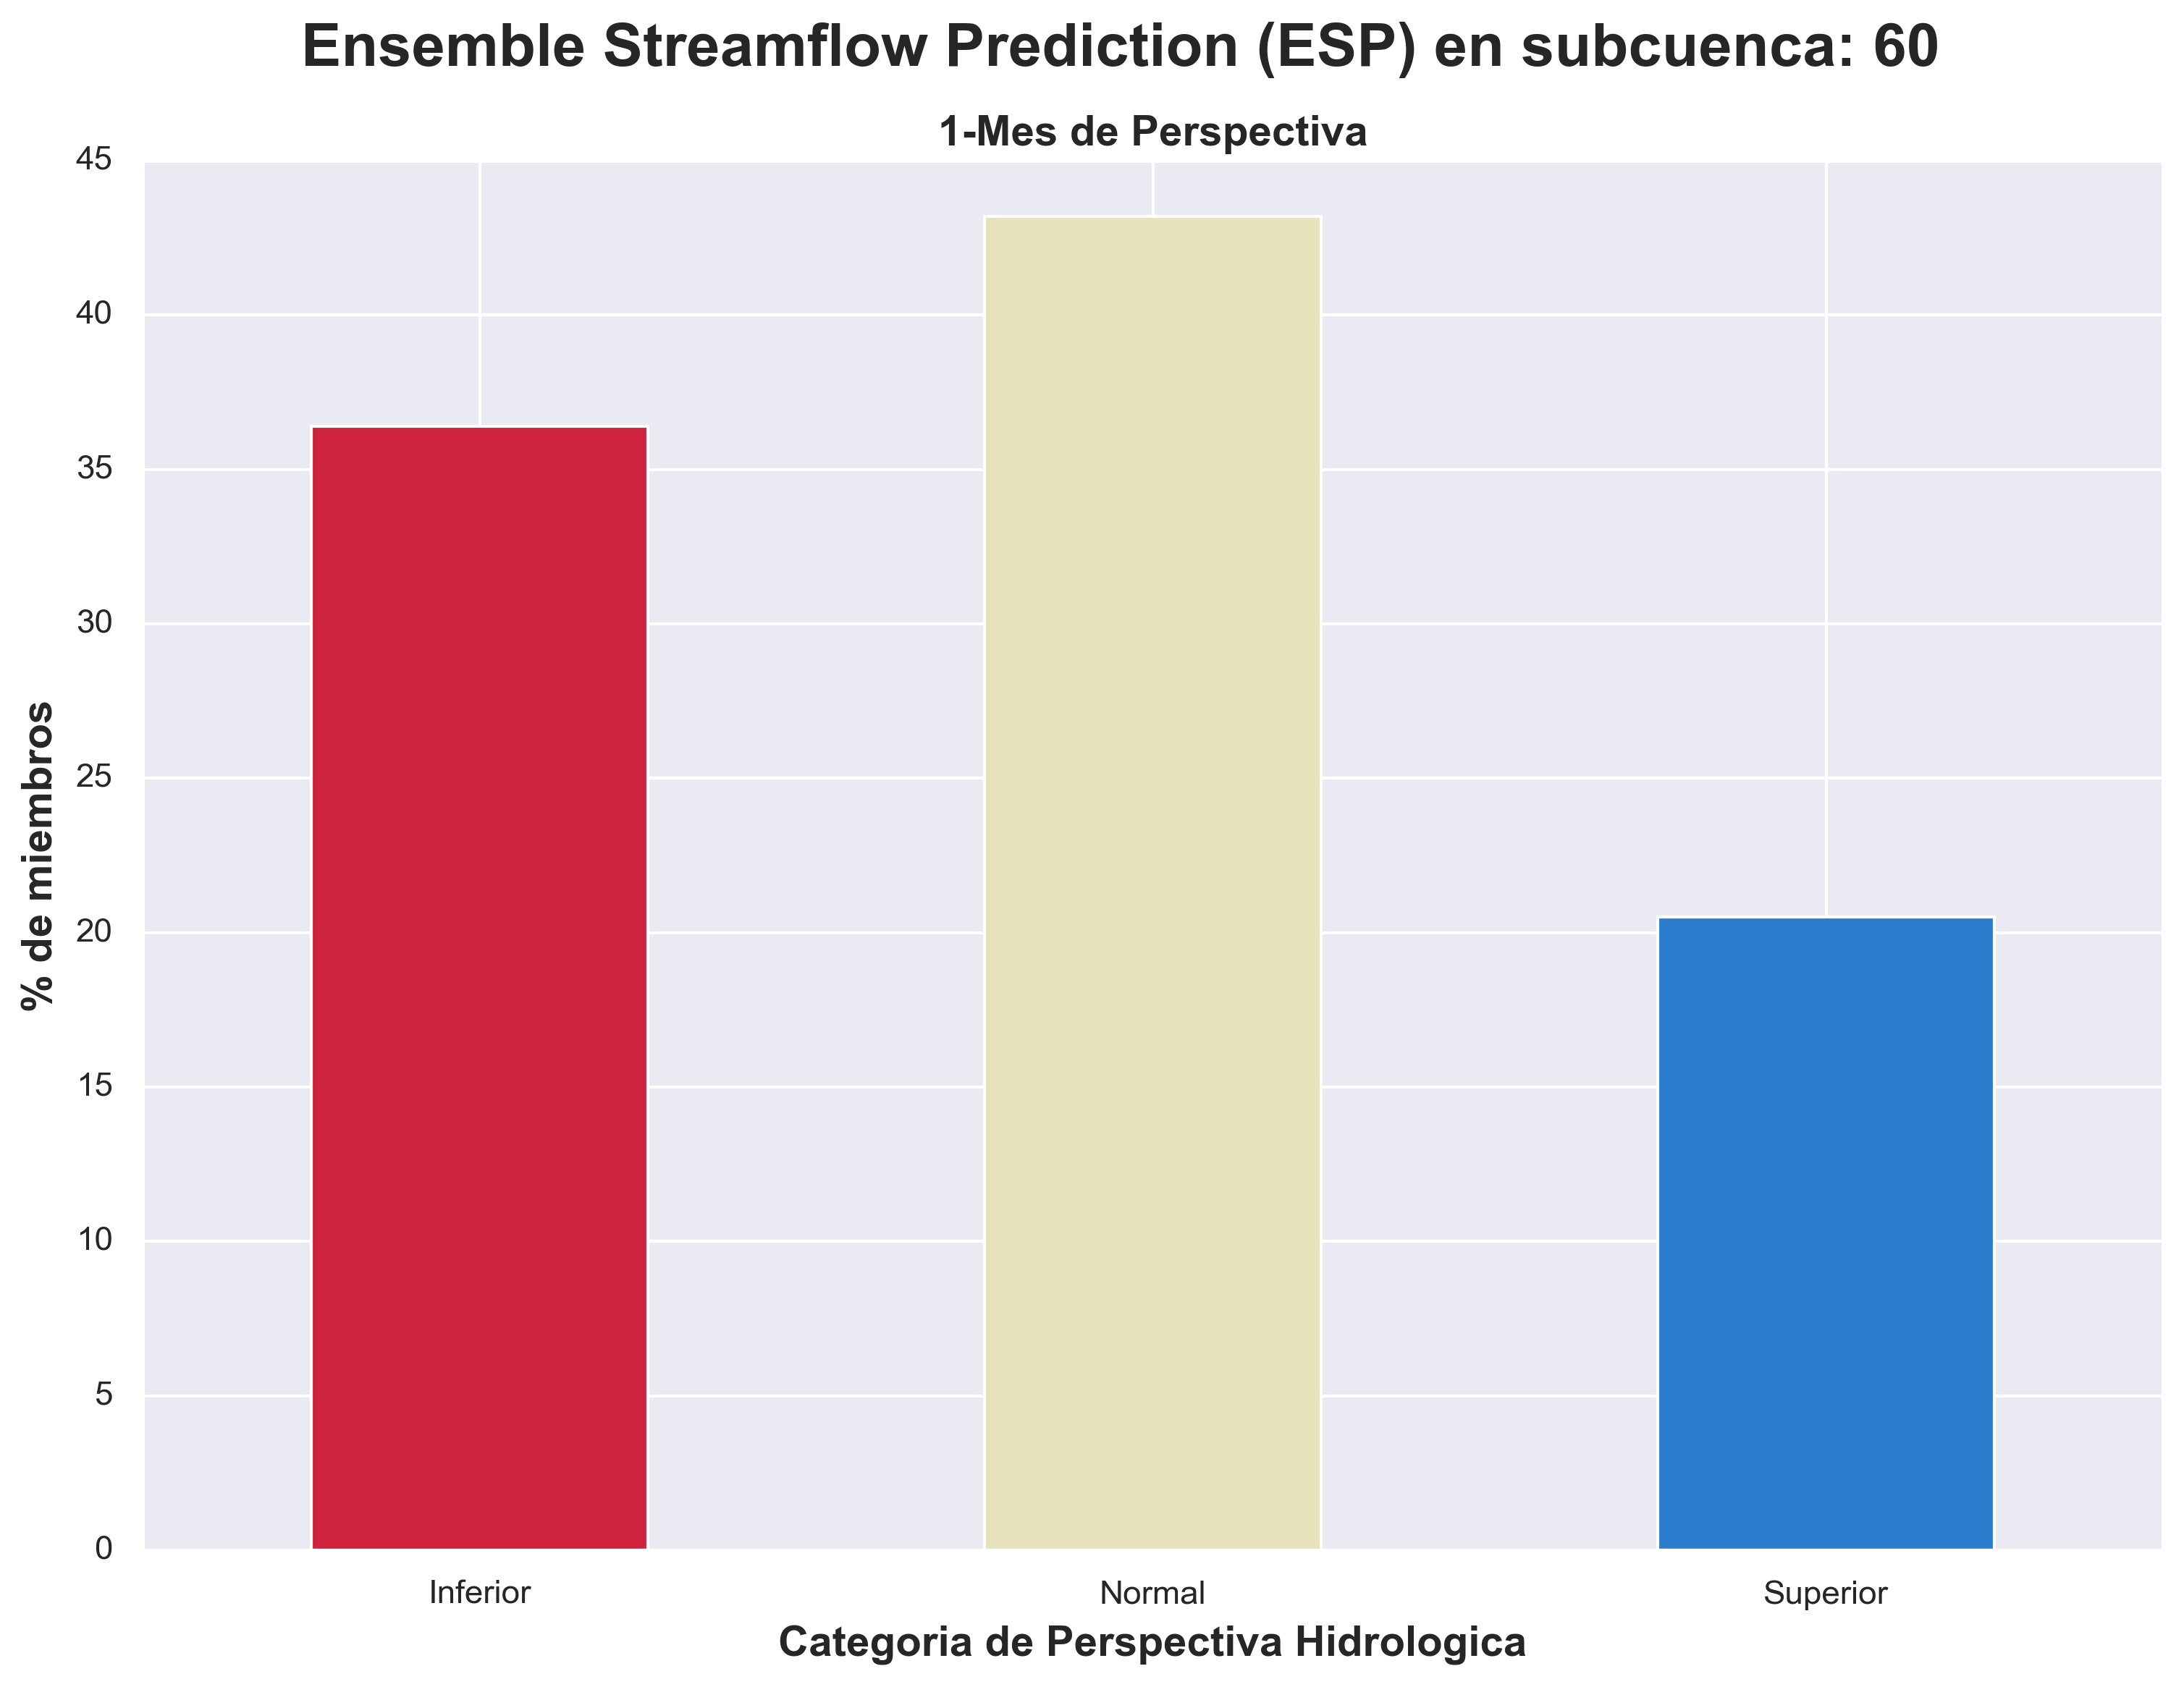 Ensemble Streamflow Prediction (ESP) en subcuenca: 60
1-Mes de Perspectiva
45
40
35
30
25
20
15
10
5
0
% de miembros
Inferior Normal Superior
Categoria de Perspectiva Hidrologica